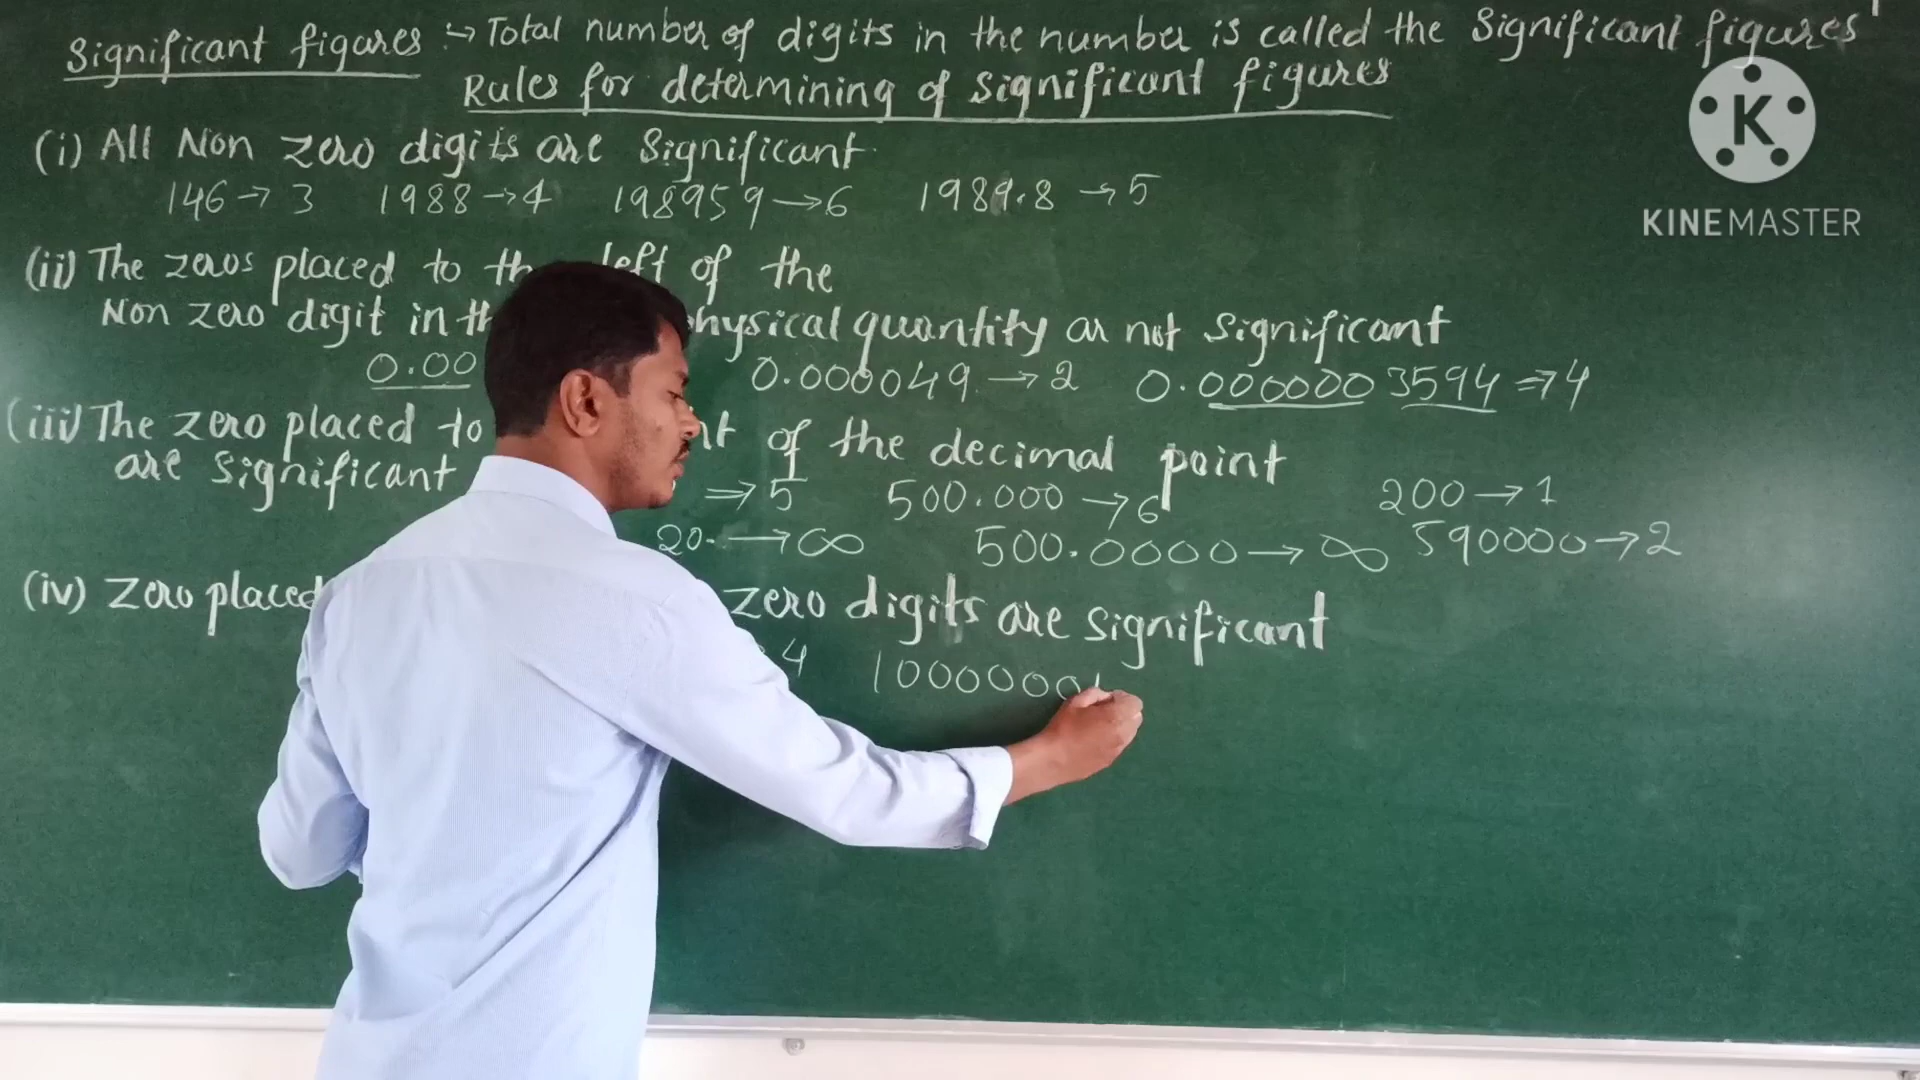 Significant figures :→ Total number of digits in the number is called the Significant figures'
Rules for determining of significant figures
(i) All Non zero digits are Significant
146→3 1988→4 198959→6 1989.8→5
(ii) The zeros placed to left of the
Non zero digit in physical quantity ar not significant
0.00 0.000049→2 0.0000003594⇒4
(iii) The zero placed to of the decimal point
are significant ⇒5 500.000→6 200→1
20.→∞ 500.0000→∞ 590000→2
(iv) Zero placed zero digits are significant
4 1000000
K
KINEMASTER